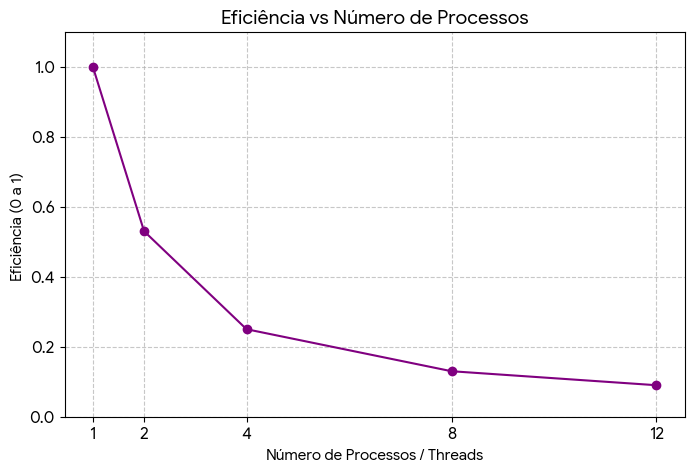 Eficiência vs Número de Processos
Eficiência (0 a 1)
1.0
0.8
0.6
0.4
0.2
0.0
1 2 4 8 12
Número de Processos / Threads